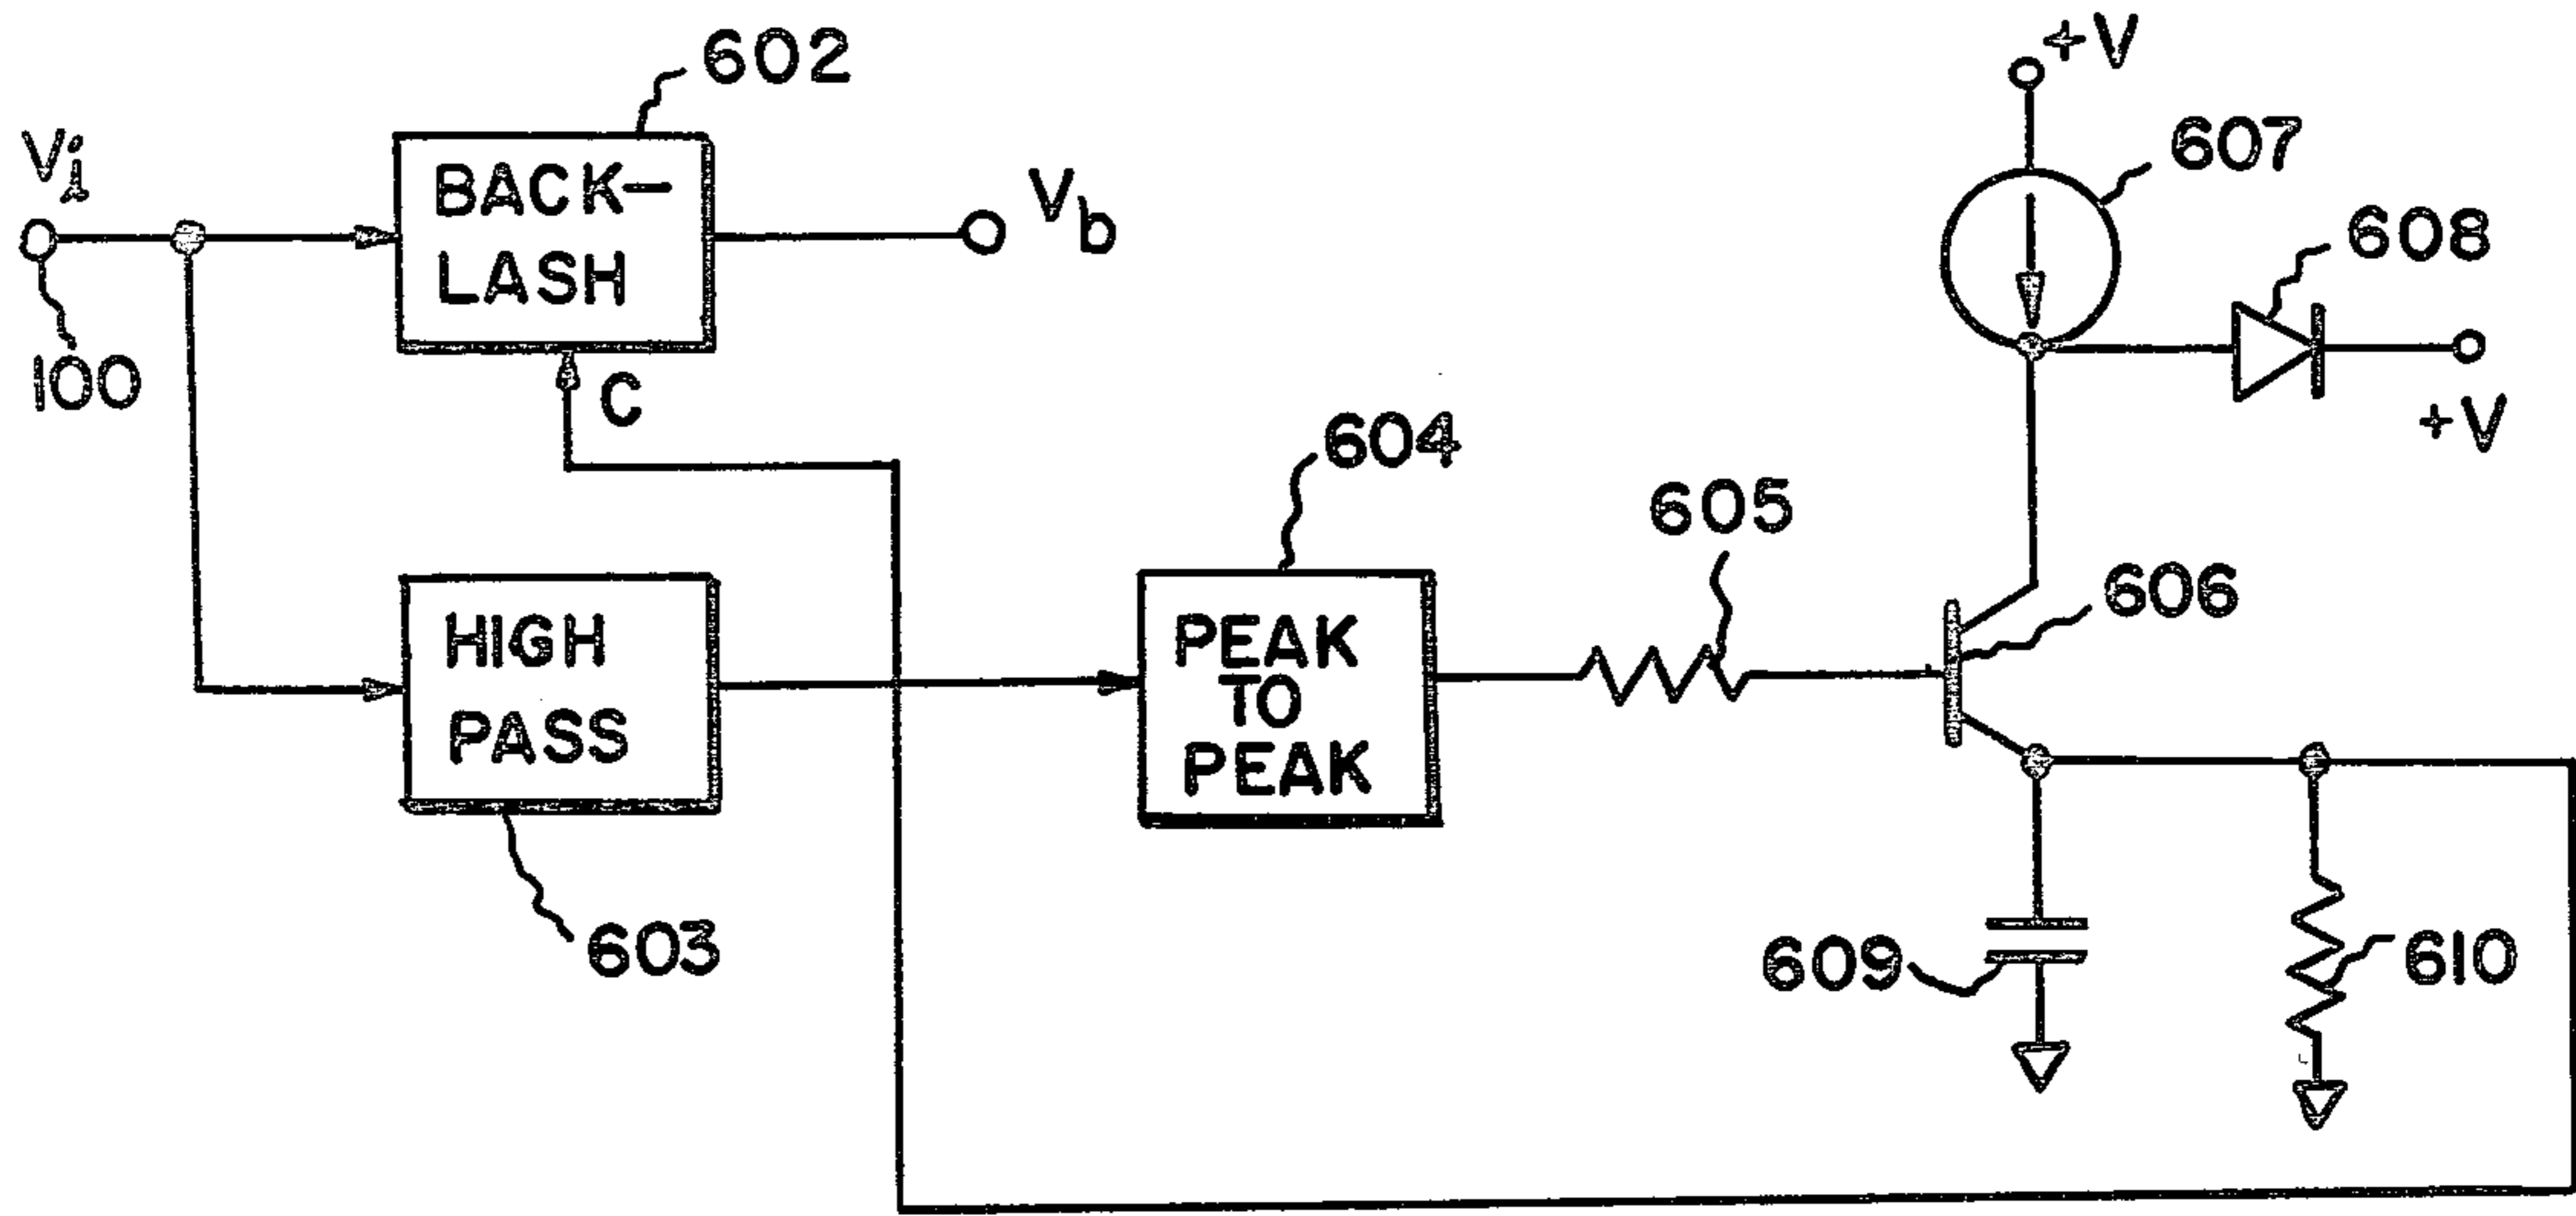 602
+V
607
Vi
BACK-
LASH
Vb
608
100
C
+V
604
605
HIGH
PASS
PEAK
TO
PEAK
606
603
609
610